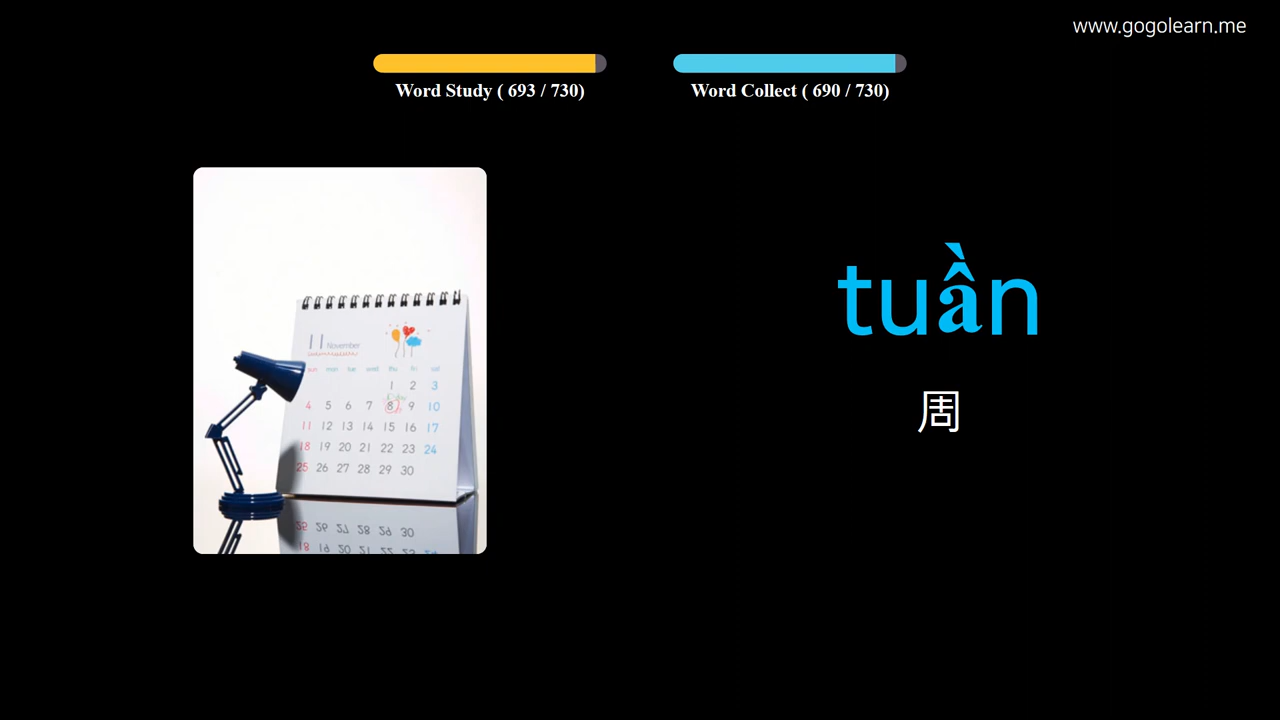 www.gogolearn.me
Word Study ( 693 / 730)
Word Collect ( 690 / 730)
tuần
周
11 November
sun mon tue wed thu fri sat
1 2 3
4 5 6 7 8 9 10
11 12 13 14 15 16 17
18 19 20 21 22 23 24
25 26 27 28 29 30